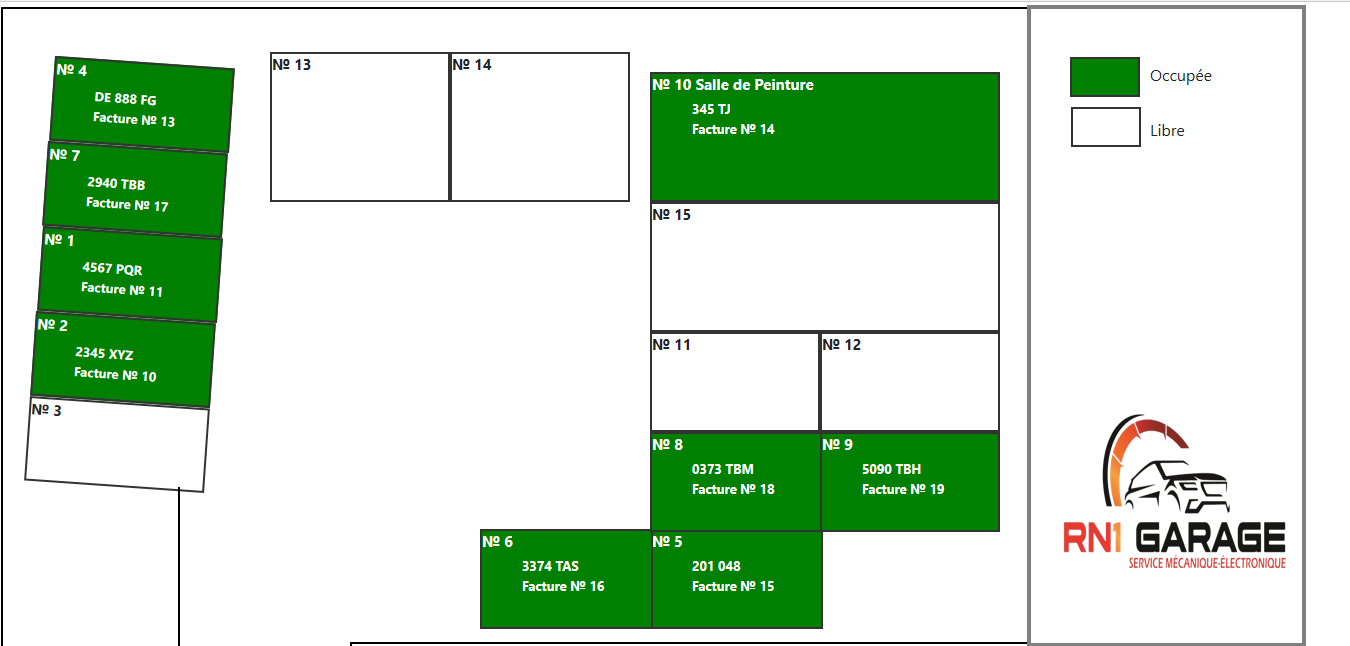 Nº 4
DE 888 FG
Facture Nº 13
Nº 7
2940 TBB
Facture Nº 17
Nº 1
4567 PQR
Facture Nº 11
Nº 2
2345 XYZ
Facture Nº 10
Nº 3
Nº 13
Nº 14
Nº 10 Salle de Peinture
345 TJ
Facture Nº 14
Nº 15
Nº 11
Nº 12
Nº 8
0373 TBM
Facture Nº 18
Nº 9
5090 TBH
Facture Nº 19
Nº 6
3374 TAS
Facture Nº 16
Nº 5
201 048
Facture Nº 15
Occupée
Libre
RN1 GARAGE
SERVICE MÉCANIQUE-ÉLECTRONIQUE